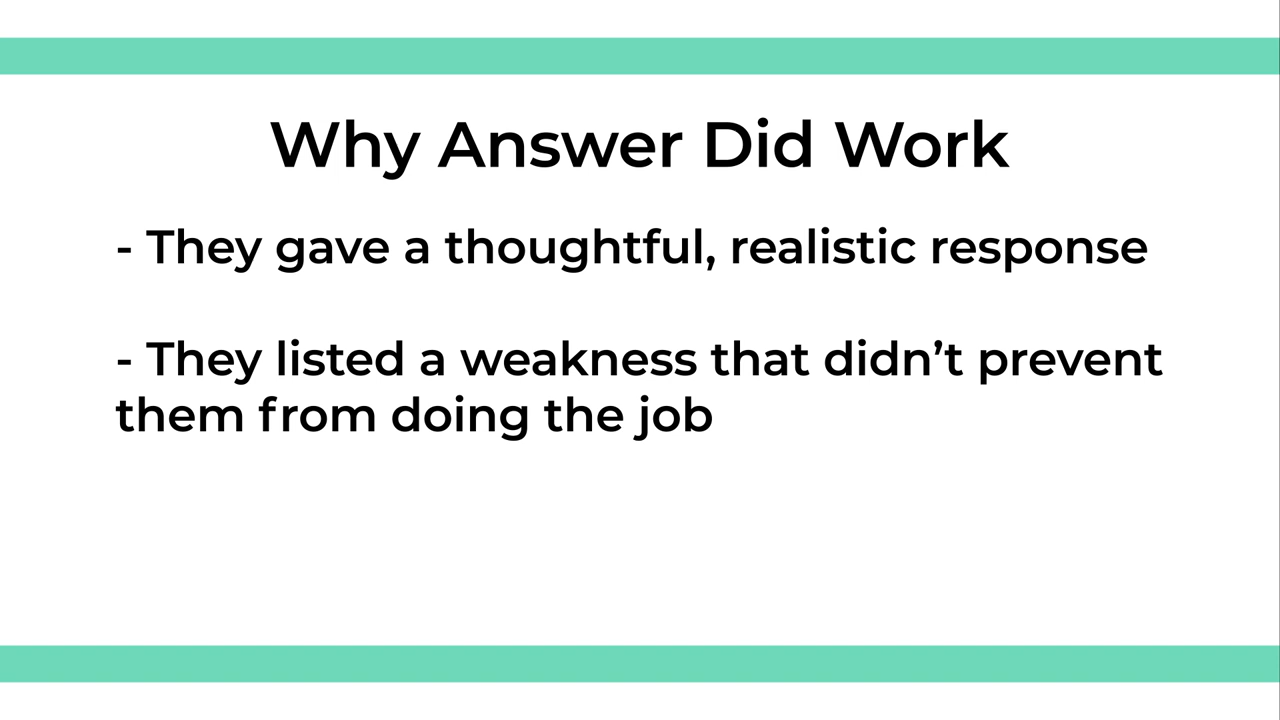 Why Answer Did Work
- They gave a thoughtful, realistic response
- They listed a weakness that didn’t prevent
them from doing the job